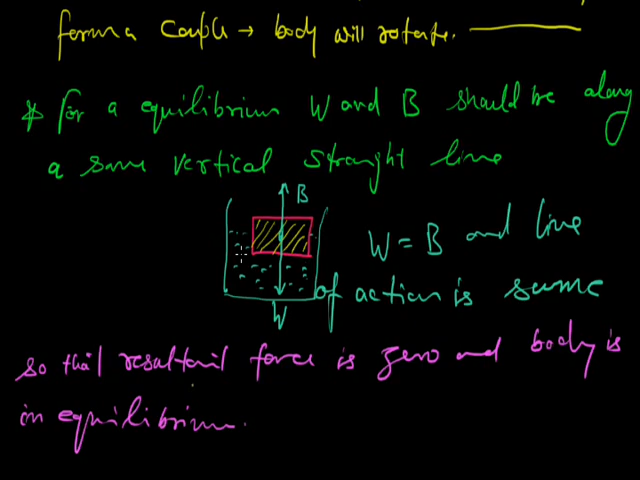 form a couple → body will rotate.
* for a equilibrium W and B should be along
a same vertical straght line
B
W = B and line
of action is same
W
so that resultant force is zero and body is
in equilibrium.